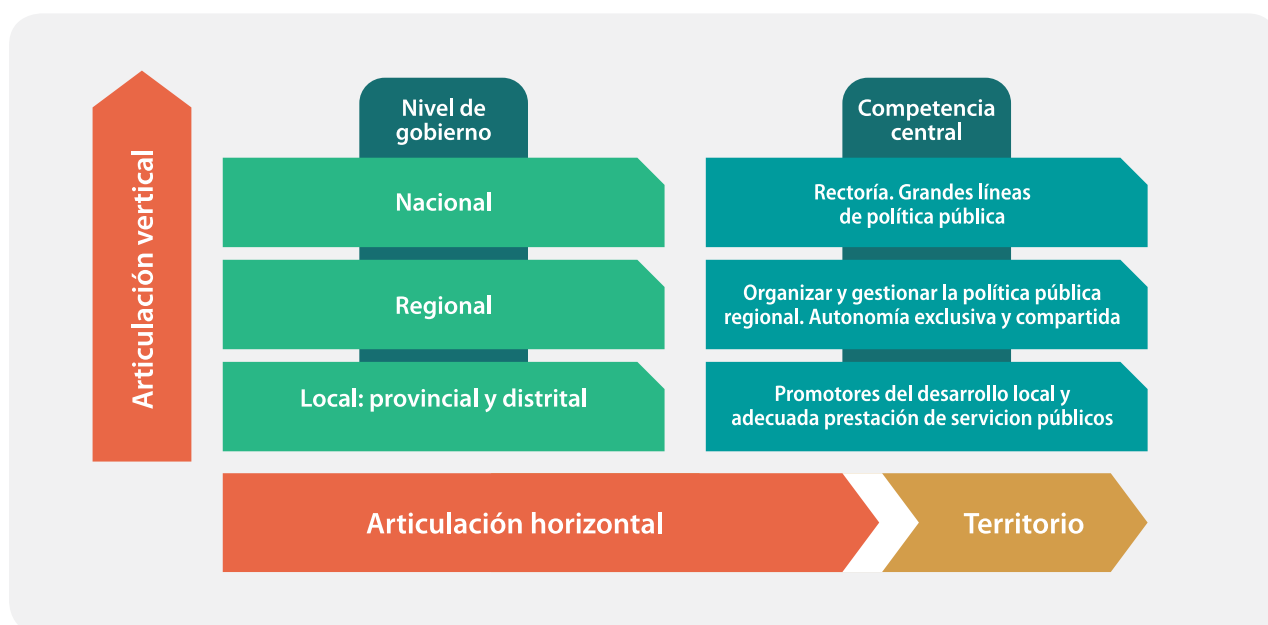 Articulación vertical
Nivel de
gobierno
Competencia
central
Nacional
Rectoría. Grandes líneas
de política pública
Regional
Organizar y gestionar la política pública
regional. Autonomía exclusiva y compartida
Local: provincial y distrital
Promotores del desarrollo local y
adecuada prestación de servicion públicos
Articulación horizontal
Territorio